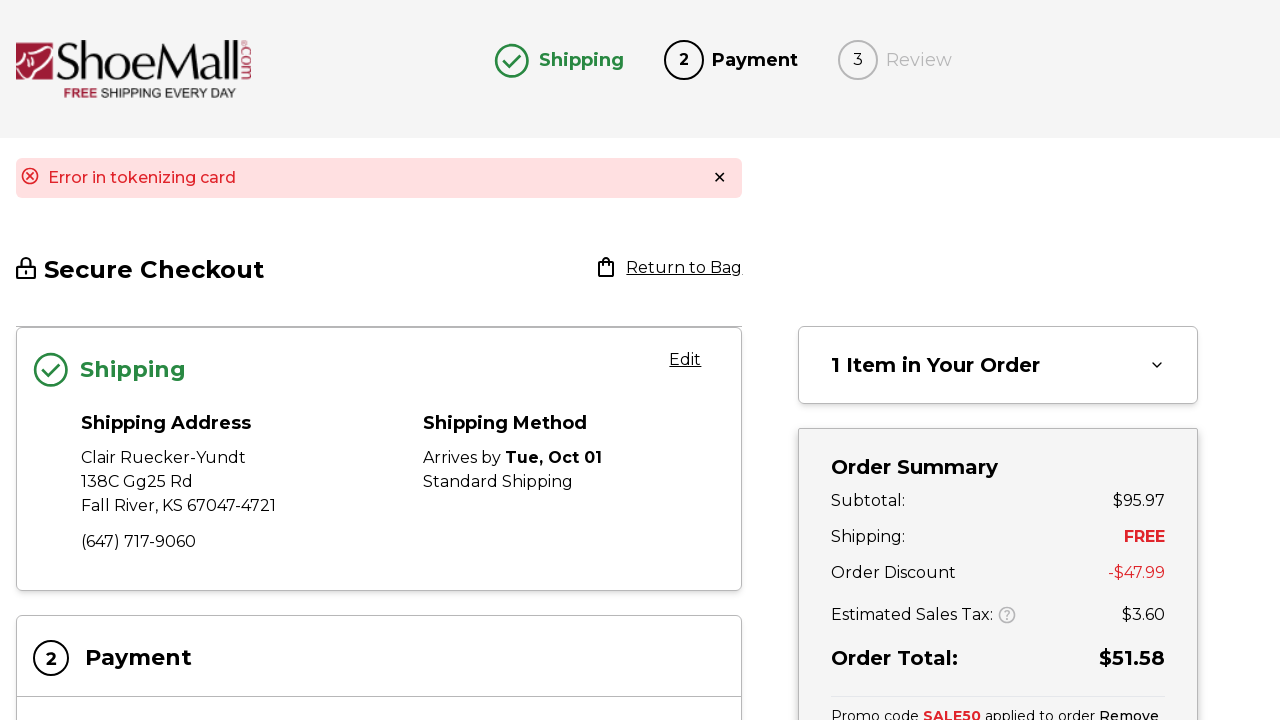 ShoeMall.com
FREE SHIPPING EVERY DAY
Shipping
2
Payment
3
Review
Error in tokenizing card
Secure Checkout
Return to Bag
Shipping
Edit
Shipping Address
Clair Ruecker-Yundt
138C Gg25 Rd
Fall River, KS 67047-4721
(647) 717-9060
Shipping Method
Arrives by Tue, Oct 01
Standard Shipping
2
Payment
1 Item in Your Order
Order Summary
Subtotal: $95.97
Shipping: FREE
Order Discount -$47.99
Estimated Sales Tax: ? $3.60
Order Total: $51.58
Promo code SALE50 applied to order Remove